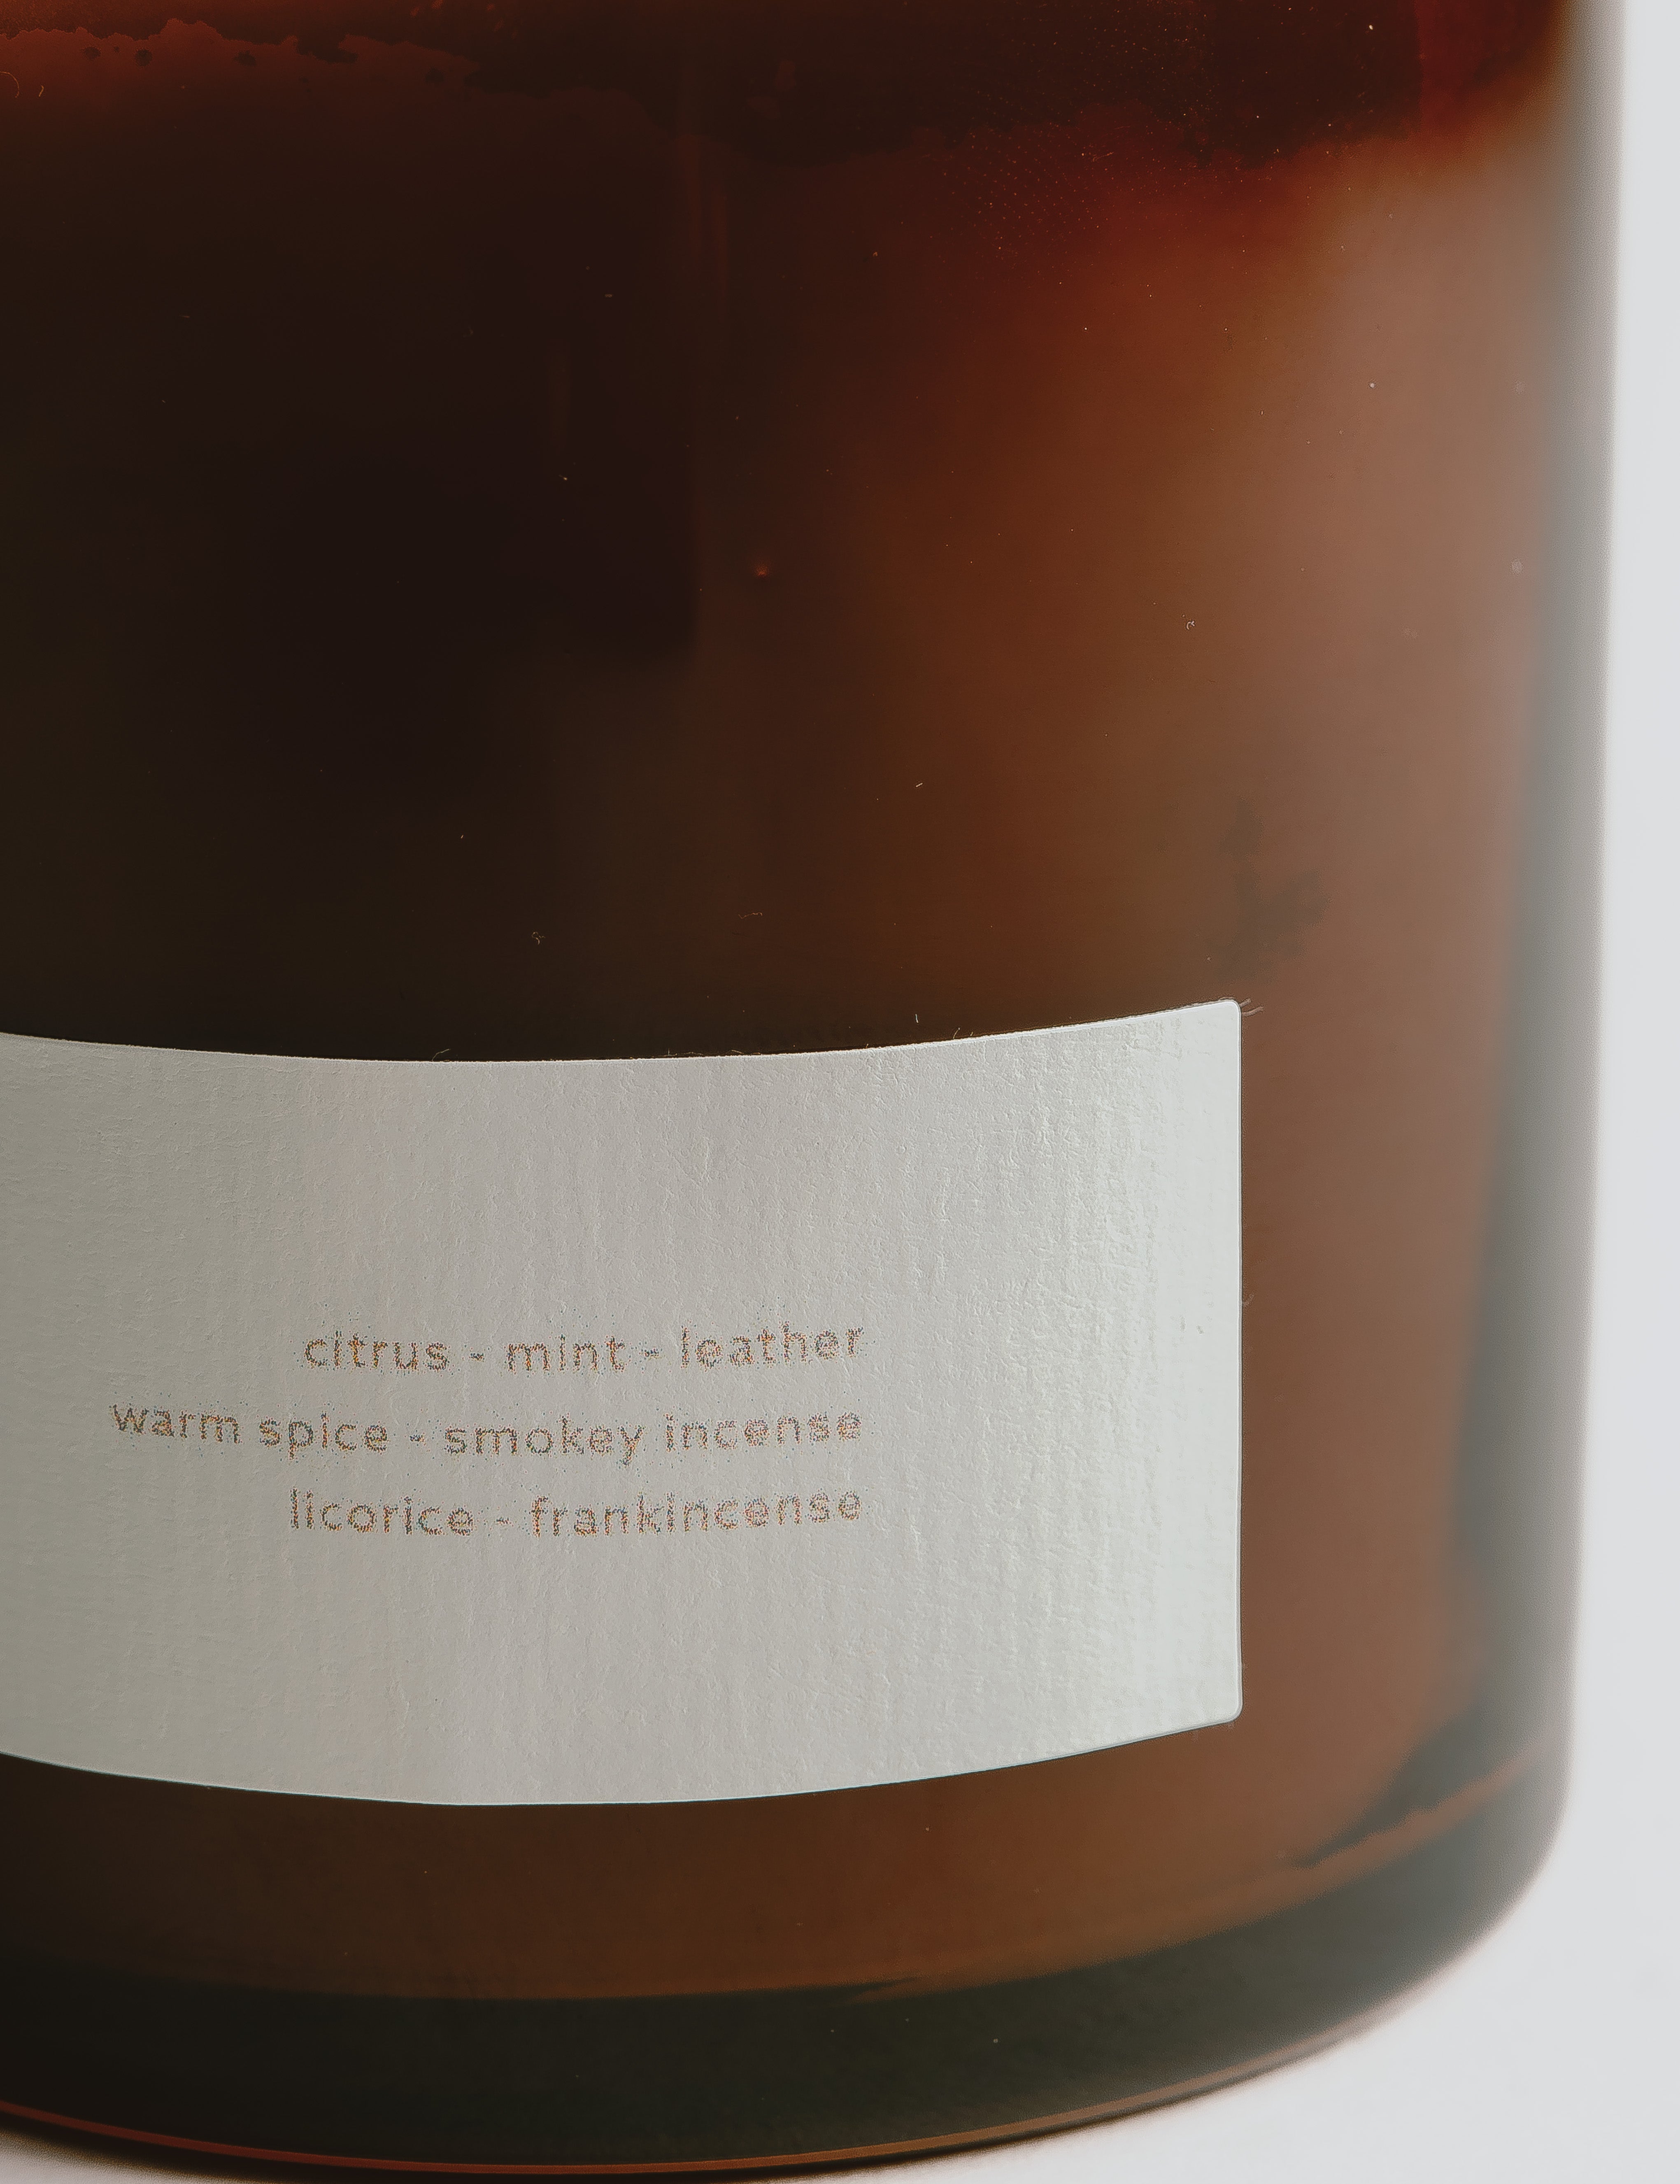 citrus - mint - leather
warm spice - smokey incense
licorice - frankincense